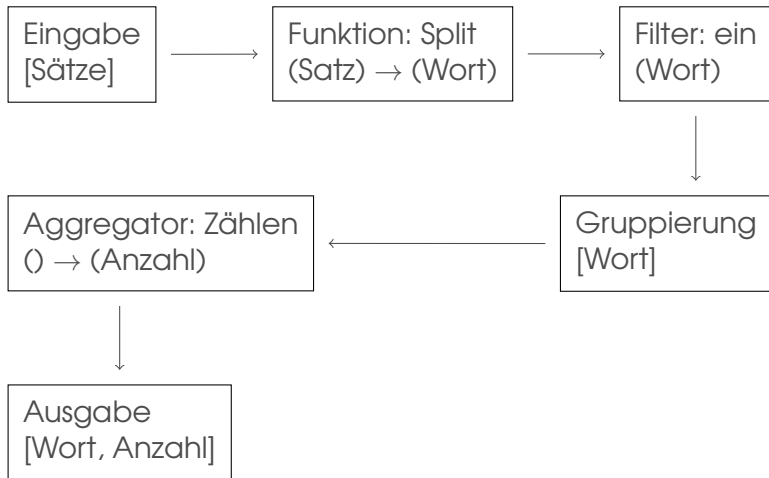 Eingabe
[Sätze]
Funktion: Split
(Satz) → (Wort)
Filter: ein
(Wort)
Gruppierung
[Wort]
Aggregator: Zählen
() → (Anzahl)
Ausgabe
[Wort, Anzahl]